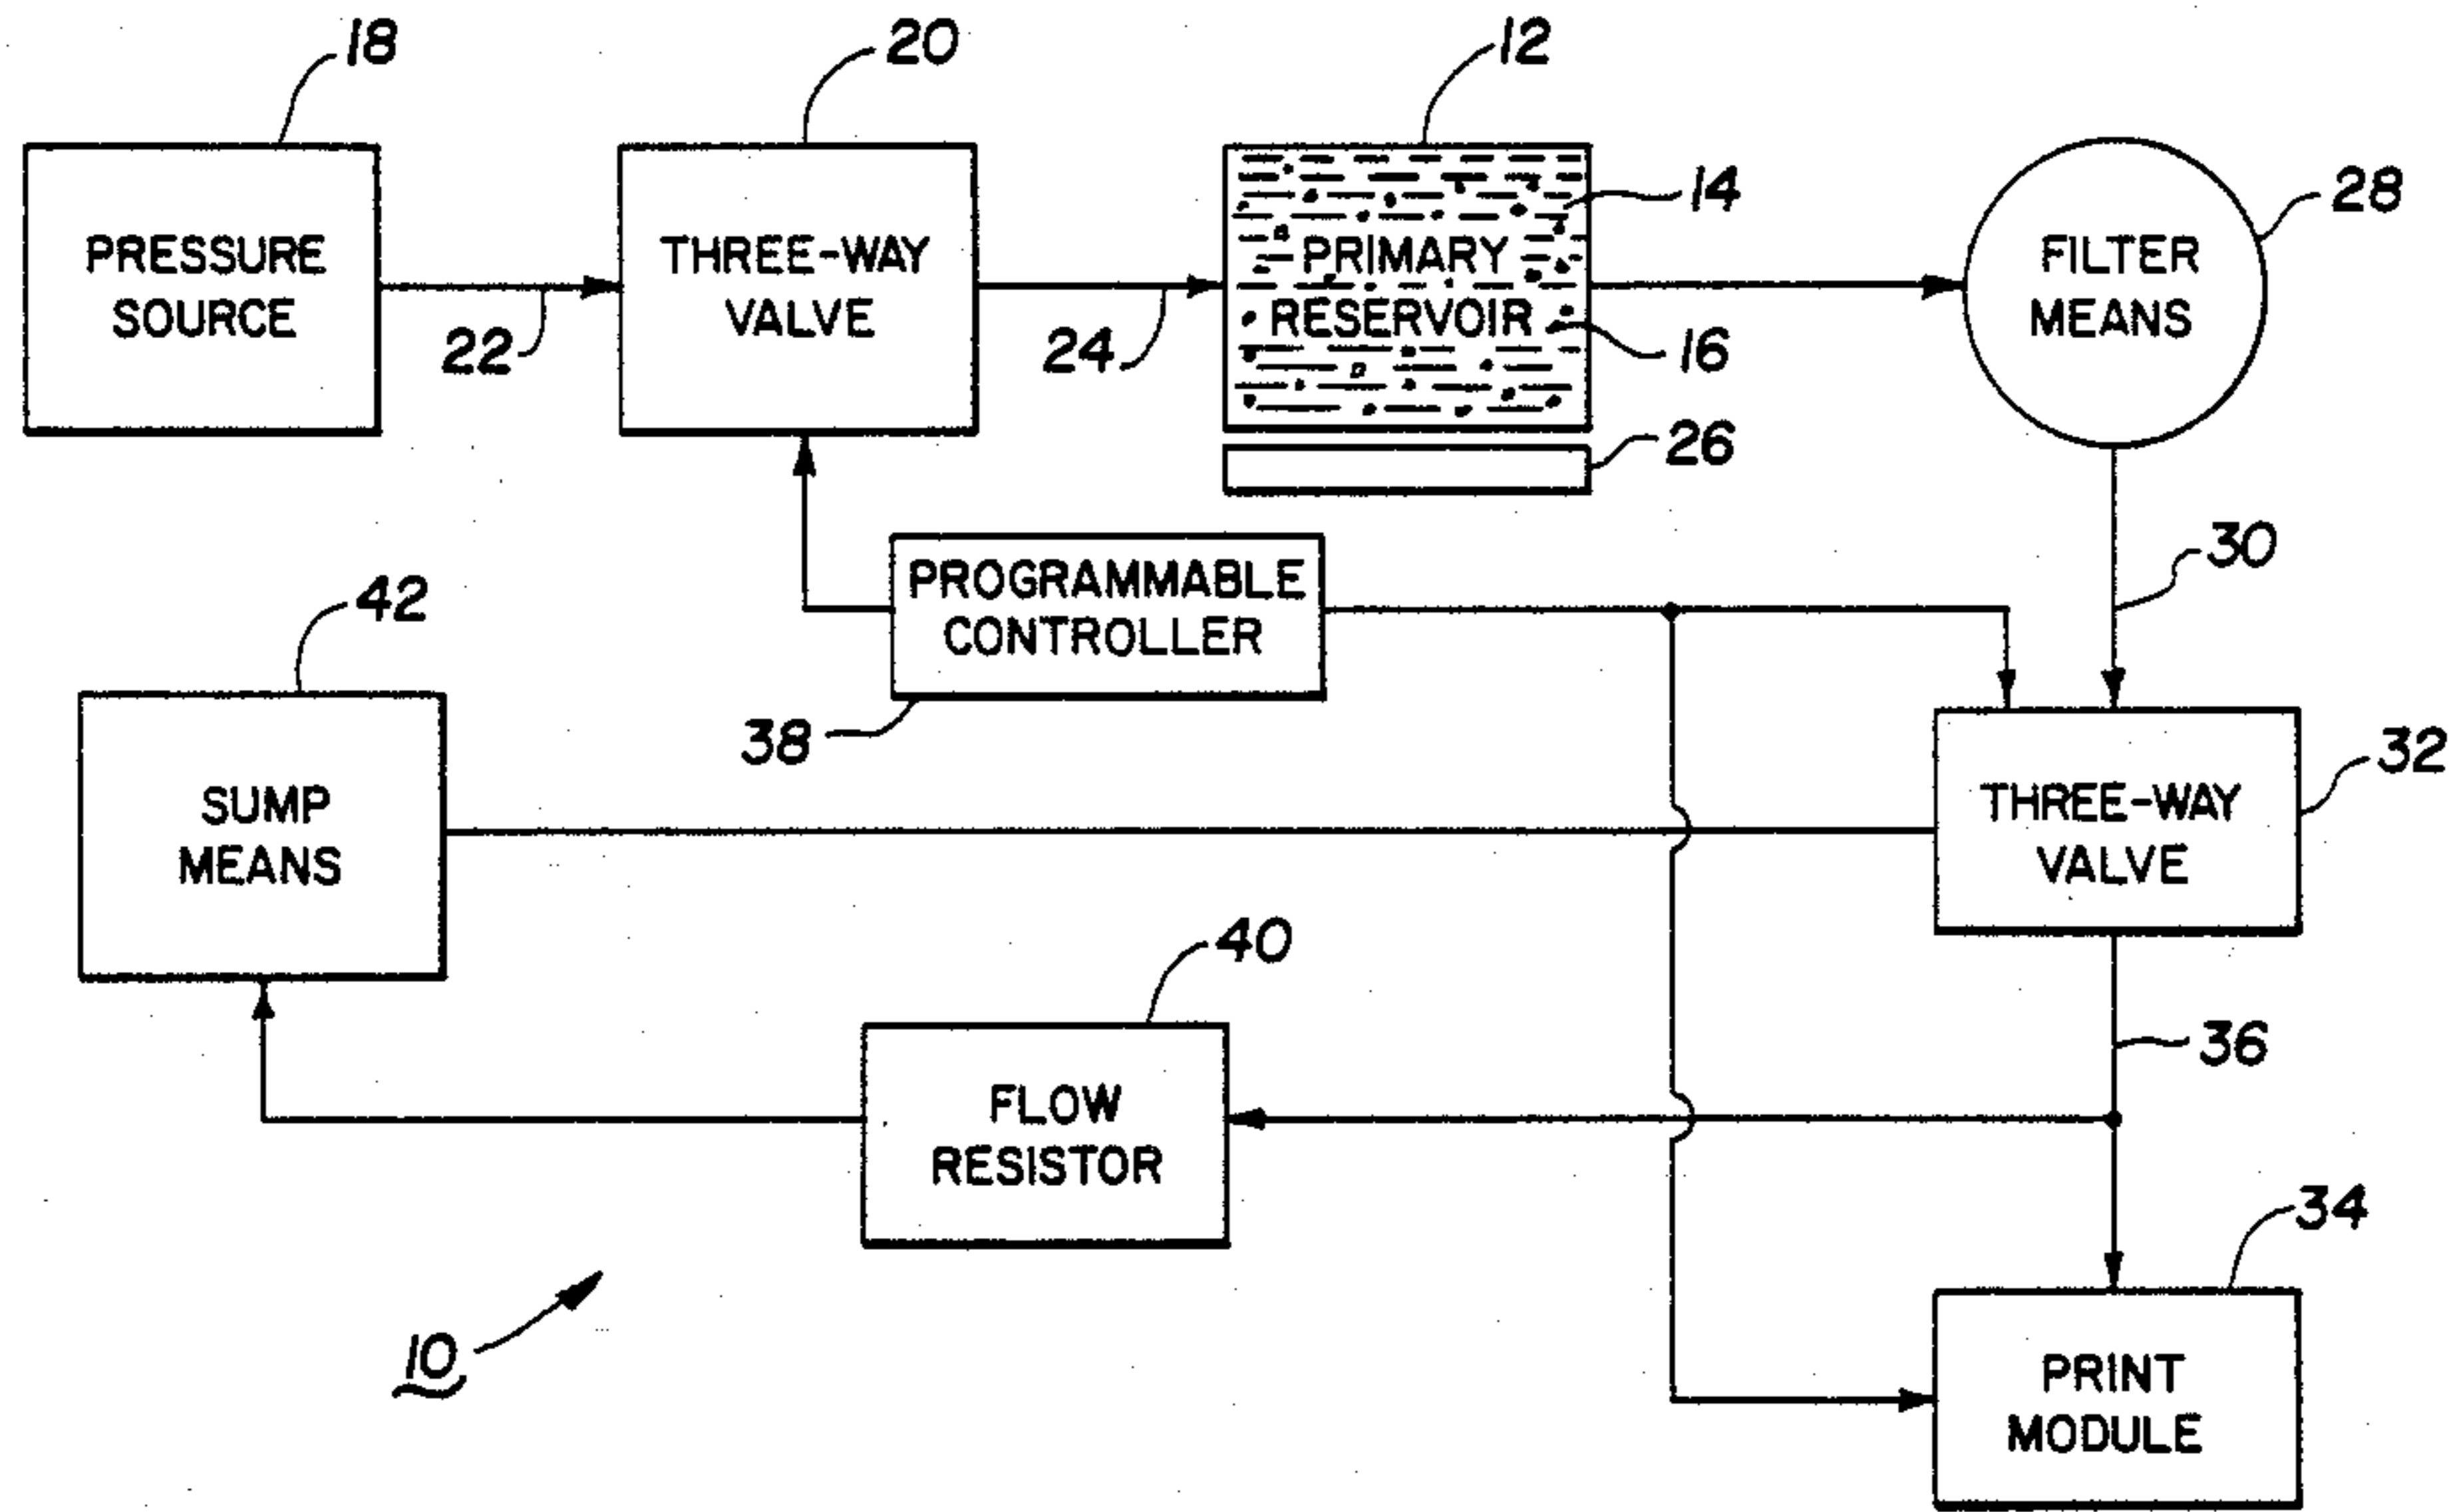 18
20
12
PRESSURE
SOURCE
22
THREE-WAY
VALVE
24
PRIMARY
RESERVOIR
14
16
26
FILTER
MEANS
28
30
PROGRAMMABLE
CONTROLLER
38
42
SUMP
MEANS
THREE-WAY
VALVE
32
40
FLOW
RESISTOR
36
34
PRINT
MODULE
10